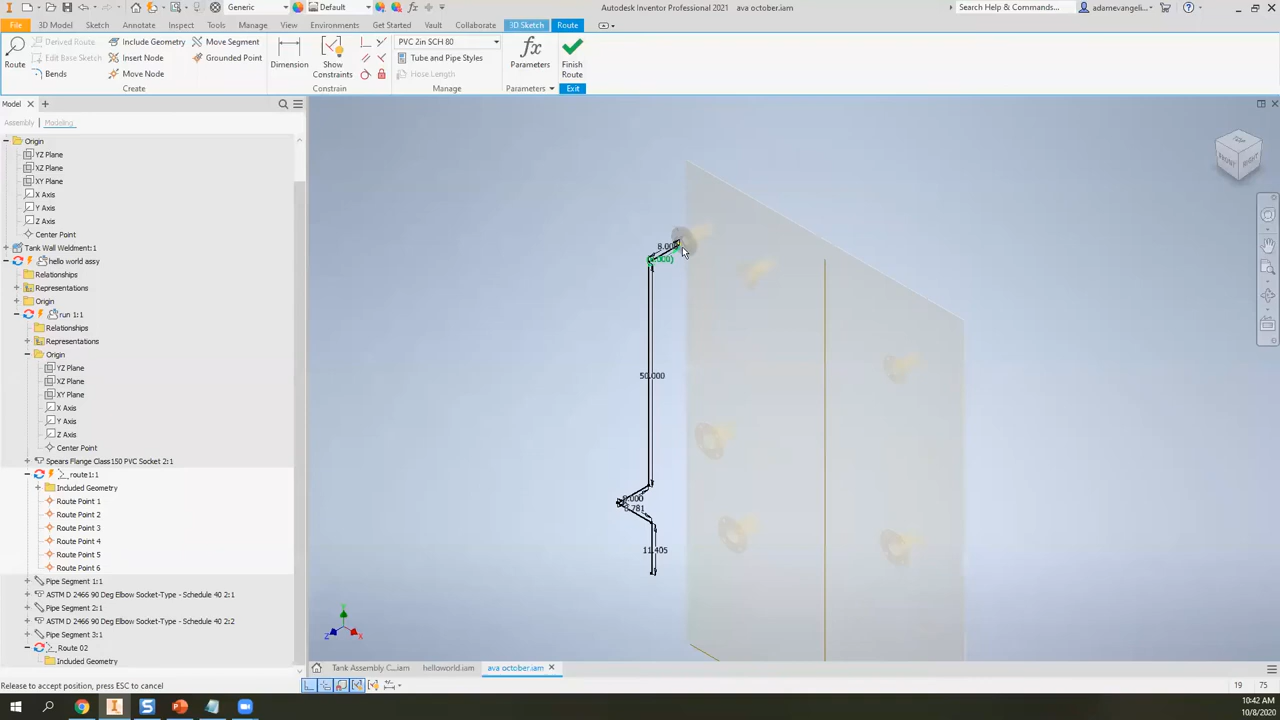 Generic
Default
Autodesk Inventor Professional 2021
ava october.iam
Search Help & Commands...
adamevangeli...
File
3D Model
Sketch
Annotate
Inspect
Tools
Manage
View
Environments
Get Started
Vault
Collaborate
3D Sketch
Route
Route
Derived Route
Include Geometry
Move Segment
Edit Base Sketch
Insert Node
Grounded Point
Bends
Move Node
Create
Dimension
Show Constraints
Constrain
PVC 2in SCH 80
Tube and Pipe Styles
Hose Length
Manage
Parameters
Parameters
Finish Route
Exit
Model
Assembly
Modeling
Origin
YZ Plane
XZ Plane
XY Plane
X Axis
Y Axis
Z Axis
Center Point
Tank Wall Weldment:1
hello world assy
Relationships
Representations
Origin
run 1:1
Relationships
Representations
Origin
YZ Plane
XZ Plane
XY Plane
X Axis
Y Axis
Z Axis
Center Point
Spears Flange Class150 PVC Socket 2:1
route1:1
Included Geometry
Route Point 1
Route Point 2
Route Point 3
Route Point 4
Route Point 5
Route Point 6
Pipe Segment 1:1
ASTM D 2466 90 Deg Elbow Socket-Type - Schedule 40 2:1
Pipe Segment 2:1
ASTM D 2466 90 Deg Elbow Socket-Type - Schedule 40 2:2
Pipe Segment 3:1
Route 02
Included Geometry
50.000
11.405
TOP
FRONT
RIGHT
Y
Z
X
Tank Assembly C...iam
helloworld.iam
ava october.iam
Release to accept position, press ESC to cancel
19
75
10:42 AM
10/8/2020